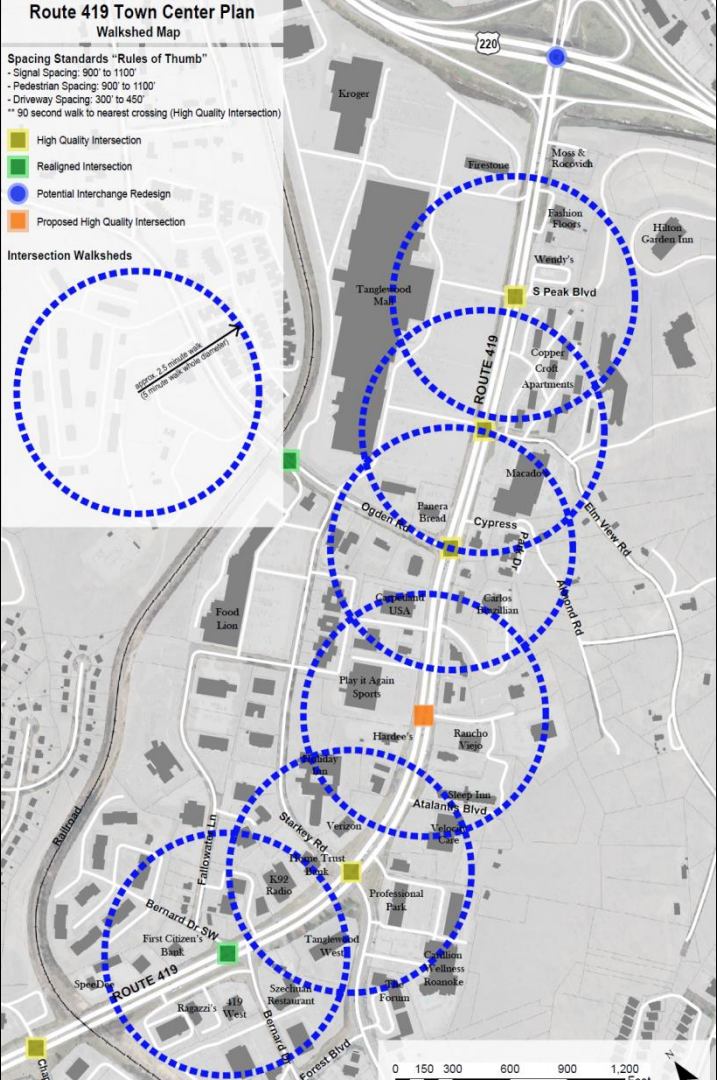 Route 419 Town Center Plan
Walkshed Map
Spacing Standards “Rules of Thumb”
- Signal Spacing: 900' to 1100'
- Pedestrian Spacing: 900' to 1100'
- Driveway Spacing: 300' to 450'
** 90 second walk to nearest crossing (High Quality Intersection)
High Quality Intersection
Realigned Intersection
Potential Interchange Redesign
Proposed High Quality Intersection
Intersection Walksheds
approx. 2.5 minute walk
(5 minute walk whole diameter)
220
Kroger
Firestone
Moss &
Rocovich
Fashion
Floors
Hilton
Garden Inn
Wendy's
Tanglewood
Mall
S Peak Blvd
ROUTE 419
Copper
Croft
Apartments
Macado's
Panera
Bread
Ogden Rd
Cypress
Park Dr
Elm View Rd
Almond Rd
Carpetland
USA
Carlos
Brazillian
Food
Lion
Play it Again
Sports
Hardee's
Rancho
Viejo
Holiday
Inn
Sleep Inn
Atalantis Blvd
Velocity
Care
Verizon
Starkey Rd
Railroad
Fallowater Ln
Home Trust
Bank
K92
Radio
Professional
Park
Bernard Dr SW
First Citizen's
Bank
Tanglewood
West
Carilion
Wellness
Roanoke
SpeeDee
ROUTE 419
Ragazzi's
419
West
Szechuan
Restaurant
The
Forum
Bernard Dr
Forest Blvd
Chap
N
0 150 300 600 900 1,200
Feet